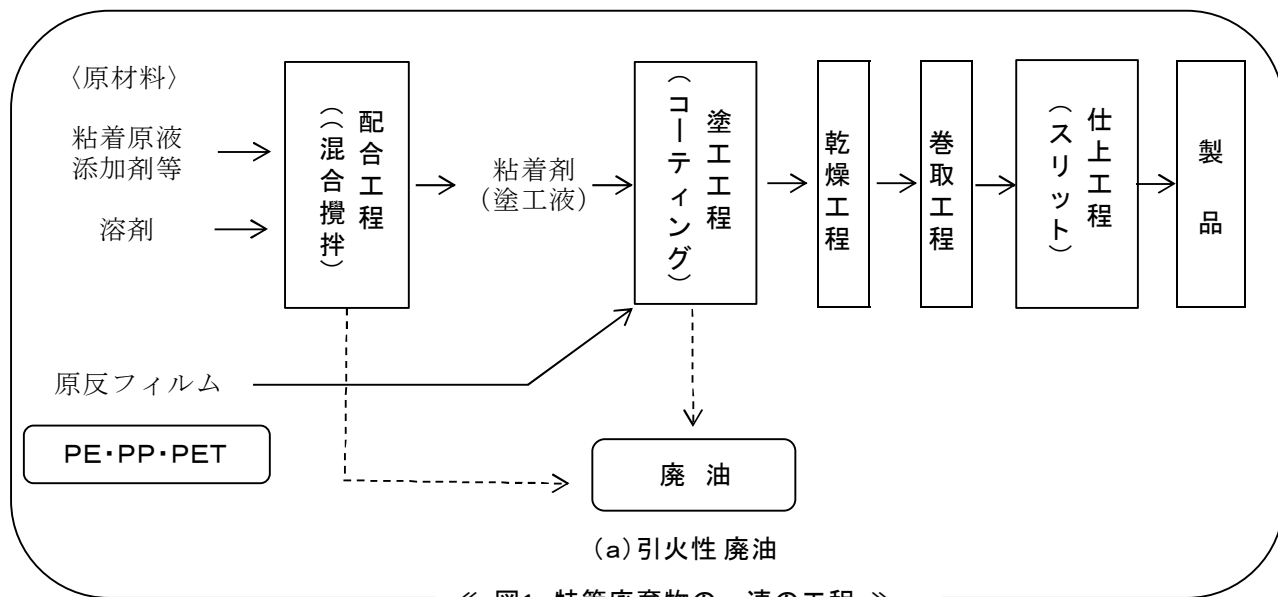 〈原材料〉
粘着原液
添加剤等
溶剤
配合工程
（（混合攪拌）
粘着剤
（塗工液）
塗工工程
（コーティング）
乾燥工程
巻取工程
仕上工程
（スリット）
製品
原反フィルム
PE・PP・PET
廃 油
（a）引火性 廃油